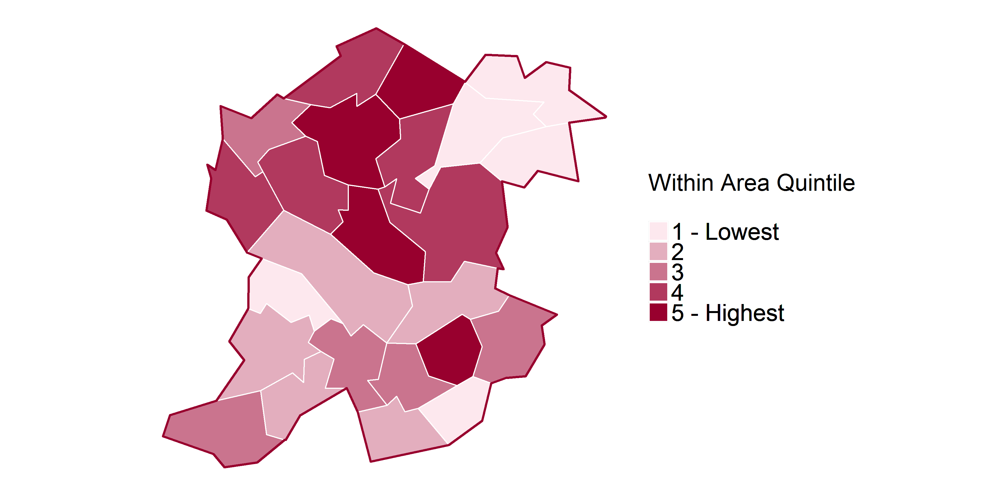 Within Area Quintile
1 - Lowest
2
3
4
5 - Highest